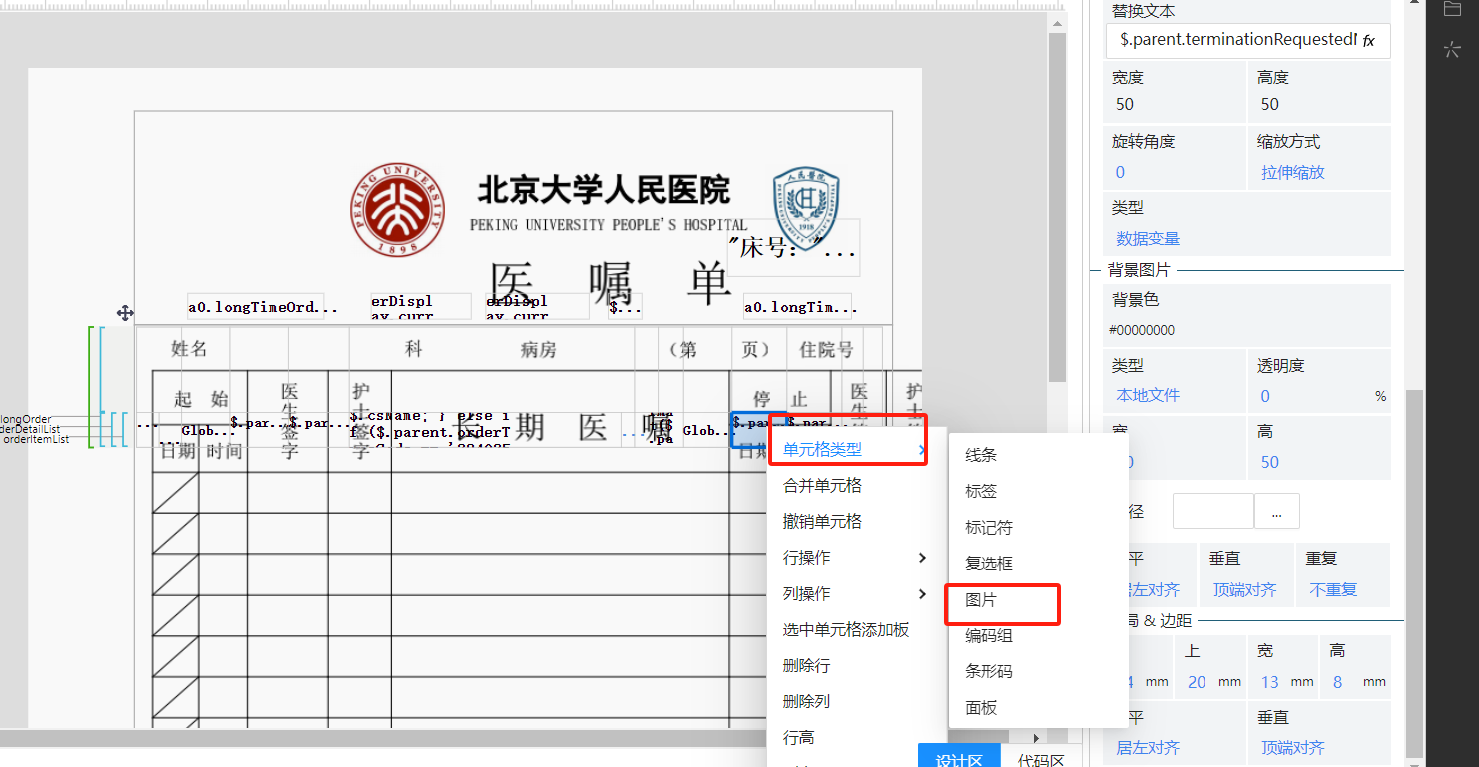 替换文本
$.parent.terminationRequestedI fx
宽度 高度
50 50
旋转角度 缩放方式
0 拉伸缩放
类型
数据变量
背景图片
背景色
#00000000
类型 透明度
本地文件 0 %
高
50
径 ...
平 垂直 重复
居左对齐 顶端对齐 不重复
局 & 边距
上 宽 高
4 mm 20 mm 13 mm 8 mm
平 垂直
居左对齐 顶端对齐
PEKING UNIVERSITY
1898
北京大学人民医院
PEKING UNIVERSITY PEOPLE'S HOSPITAL
人民醫院
1918
"床号: "...
医 嘱 单
a0.longTimeOrd... erDispl erDispl $... a0.longTim...
ay.curr ay.curr
姓名 科 病房 (第 页) 住院号
起 始 医生签字 护士签字 长 期 医 嘱 停 止 医生 护士
longOrder
derDetailList
orderItemList
... Glob... $.par... $.par... $.csName; } else i
f($.parent.orderT
... Glob... $.pa $.par...
日期 时间 日期
单元格类型
合并单元格
撤销单元格
行操作
列操作
选中单元格添加板
删除行
删除列
行高
线条
标签
标记符
复选框
图片
编码组
条形码
面板
设计区 代码区